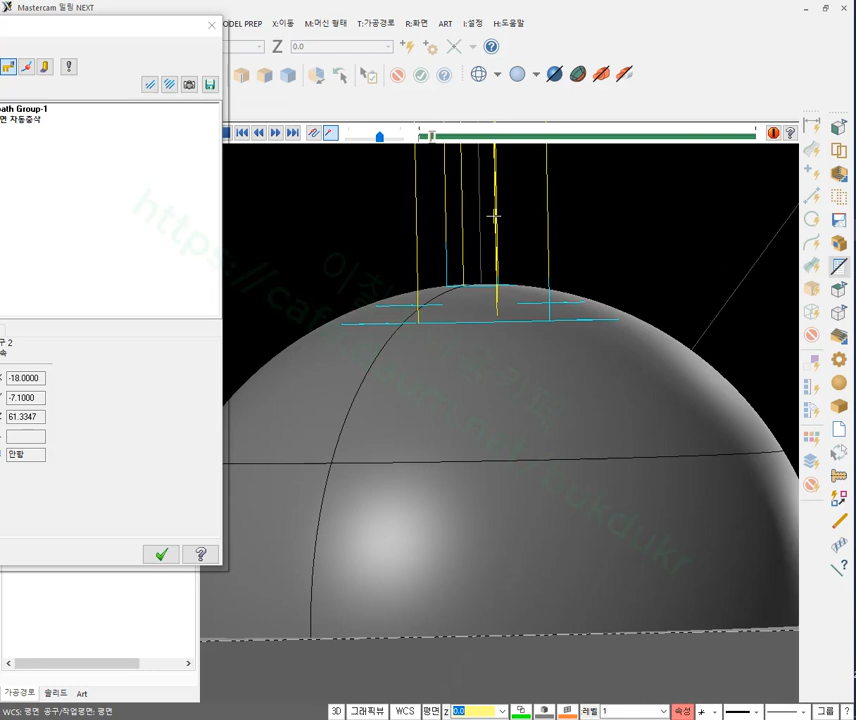 Mastercam 밀링 NEXT
ODEL PREP X:이동 M:머신 형태 T:가공경로 R:화면 ART I:설정 H:도움말
Z 0.0
ath Group-1
면 자동중삭
구 2
속
-18.0000
-7.1000
61.3347
안함
가공경로 솔리드 Art
WCS: 평면 공구/작업평면: 평면
3D 그래픽뷰 WCS 평면 Z 0.0 레벨 1 속성 그룹 ?